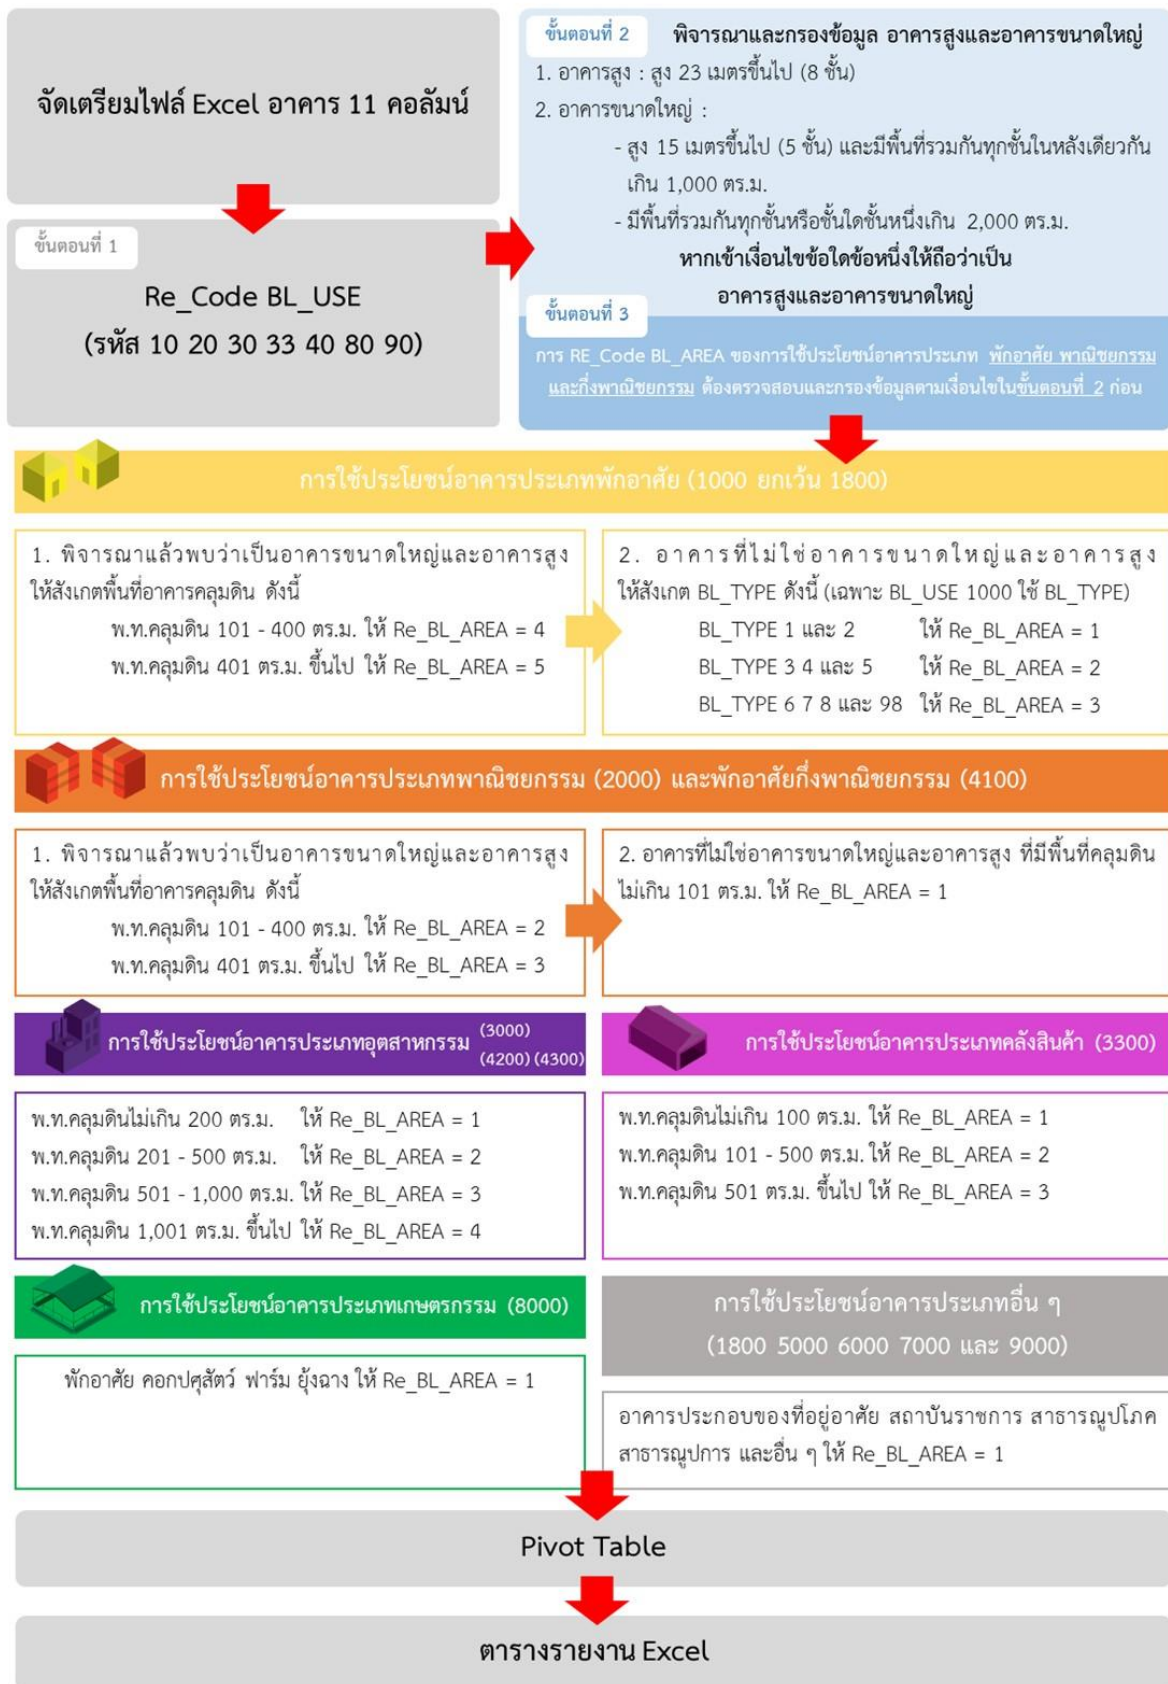 จัดเตรียมไฟล์ Excel อาคาร 11 คอลัมน์
ขั้นตอนที่ 1
Re_Code BL_USE
(รหัส 10 20 30 33 40 80 90)
ขั้นตอนที่ 2
พิจารณาและกรองข้อมูล อาคารสูงและอาคารขนาดใหญ่
1. อาคารสูง : สูง 23 เมตรขึ้นไป (8 ชั้น)
2. อาคารขนาดใหญ่ :
- สูง 15 เมตรขึ้นไป (5 ชั้น) และมีพื้นที่รวมกันทุกชั้นในหลังเดียวกัน
เกิน 1,000 ตร.ม.
- มีพื้นที่รวมกันทุกชั้นหรือชั้นใดชั้นหนึ่งเกิน 2,000 ตร.ม.
หากเข้าเงื่อนไขข้อใดข้อหนึ่งให้ถือว่าเป็น
อาคารสูงและอาคารขนาดใหญ่
ขั้นตอนที่ 3
การ RE_Code BL_AREA ของการใช้ประโยชน์อาคารประเภท พักอาศัย พาณิชยกรรม
และกึ่งพาณิชยกรรม ต้องตรวจสอบและกรองข้อมูลตามเงื่อนไขในขั้นตอนที่ 2 ก่อน
การใช้ประโยชน์อาคารประเภทพักอาศัย (1000 ยกเว้น 1800)
1. พิจารณาแล้วพบว่าเป็นอาคารขนาดใหญ่และอาคารสูง
ให้สังเกตพื้นที่อาคารคลุมดิน ดังนี้
พ.ท.คลุมดิน 101 - 400 ตร.ม. ให้ Re_BL_AREA = 4
พ.ท.คลุมดิน 401 ตร.ม. ขึ้นไป ให้ Re_BL_AREA = 5
2. อาคารที่ไม่ใช่อาคารขนาดใหญ่และอาคารสูง
ให้สังเกต BL_TYPE ดังนี้ (เฉพาะ BL_USE 1000 ใช้ BL_TYPE)
BL_TYPE 1 และ 2 ให้ Re_BL_AREA = 1
BL_TYPE 3 4 และ 5 ให้ Re_BL_AREA = 2
BL_TYPE 6 7 8 และ 98 ให้ Re_BL_AREA = 3
การใช้ประโยชน์อาคารประเภทพาณิชยกรรม (2000) และพักอาศัยกึ่งพาณิชยกรรม (4100)
1. พิจารณาแล้วพบว่าเป็นอาคารขนาดใหญ่และอาคารสูง
ให้สังเกตพื้นที่อาคารคลุมดิน ดังนี้
พ.ท.คลุมดิน 101 - 400 ตร.ม. ให้ Re_BL_AREA = 2
พ.ท.คลุมดิน 401 ตร.ม. ขึ้นไป ให้ Re_BL_AREA = 3
2. อาคารที่ไม่ใช่อาคารขนาดใหญ่และอาคารสูง ที่มีพื้นที่คลุมดิน
ไม่เกิน 101 ตร.ม. ให้ Re_BL_AREA = 1
การใช้ประโยชน์อาคารประเภทอุตสาหกรรม (3000)
(4200) (4300)
พ.ท.คลุมดินไม่เกิน 200 ตร.ม. ให้ Re_BL_AREA = 1
พ.ท.คลุมดิน 201 - 500 ตร.ม. ให้ Re_BL_AREA = 2
พ.ท.คลุมดิน 501 - 1,000 ตร.ม. ให้ Re_BL_AREA = 3
พ.ท.คลุมดิน 1,001 ตร.ม. ขึ้นไป ให้ Re_BL_AREA = 4
การใช้ประโยชน์อาคารประเภทคลังสินค้า (3300)
พ.ท.คลุมดินไม่เกิน 100 ตร.ม. ให้ Re_BL_AREA = 1
พ.ท.คลุมดิน 101 - 500 ตร.ม. ให้ Re_BL_AREA = 2
พ.ท.คลุมดิน 501 ตร.ม. ขึ้นไป ให้ Re_BL_AREA = 3
การใช้ประโยชน์อาคารประเภทเกษตรกรรม (8000)
พักอาศัย คอกปศุสัตว์ ฟาร์ม ยุ้งฉาง ให้ Re_BL_AREA = 1
การใช้ประโยชน์อาคารประเภทอื่น ๆ
(1800 5000 6000 7000 และ 9000)
อาคารประกอบของที่อยู่อาศัย สถาบันราชการ สาธารณูปโภค
สาธารณูปการ และอื่น ๆ ให้ Re_BL_AREA = 1
Pivot Table
ตารางรายงาน Excel